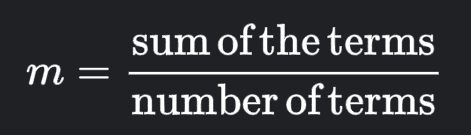 m = sum of the terms / number of terms